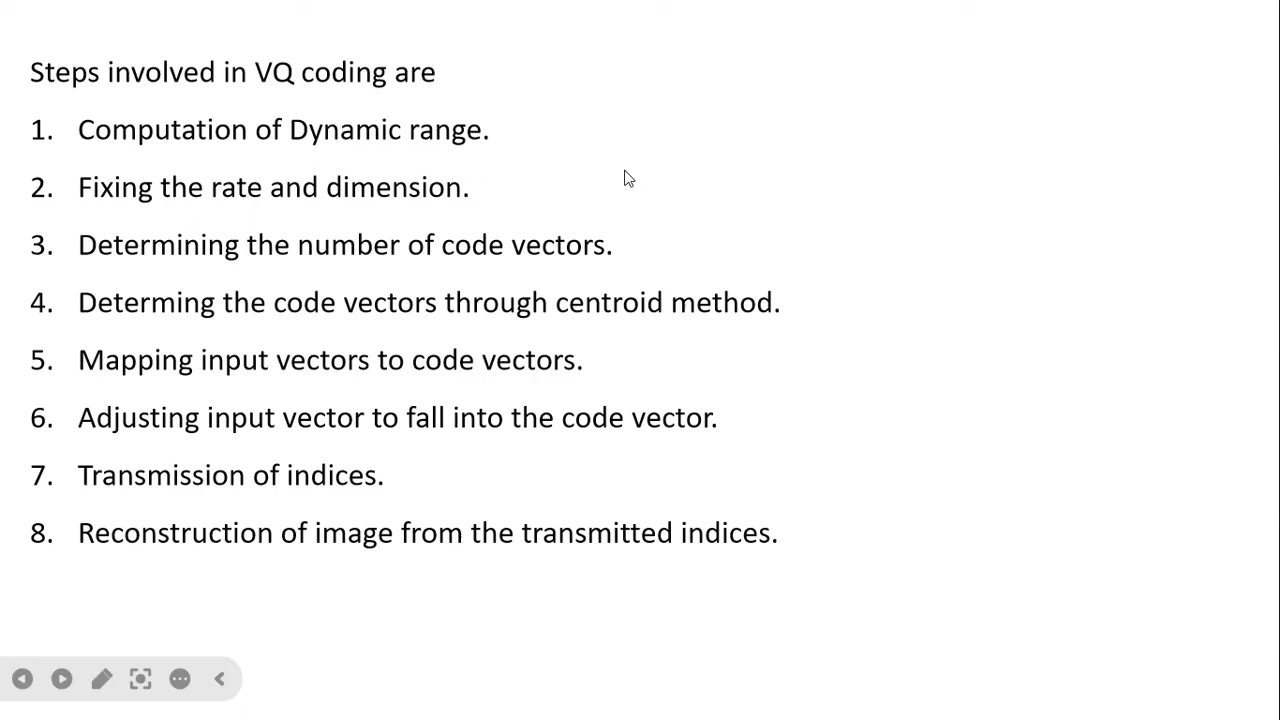 Steps involved in VQ coding are
1. Computation of Dynamic range.
2. Fixing the rate and dimension.
3. Determining the number of code vectors.
4. Determing the code vectors through centroid method.
5. Mapping input vectors to code vectors.
6. Adjusting input vector to fall into the code vector.
7. Transmission of indices.
8. Reconstruction of image from the transmitted indices.